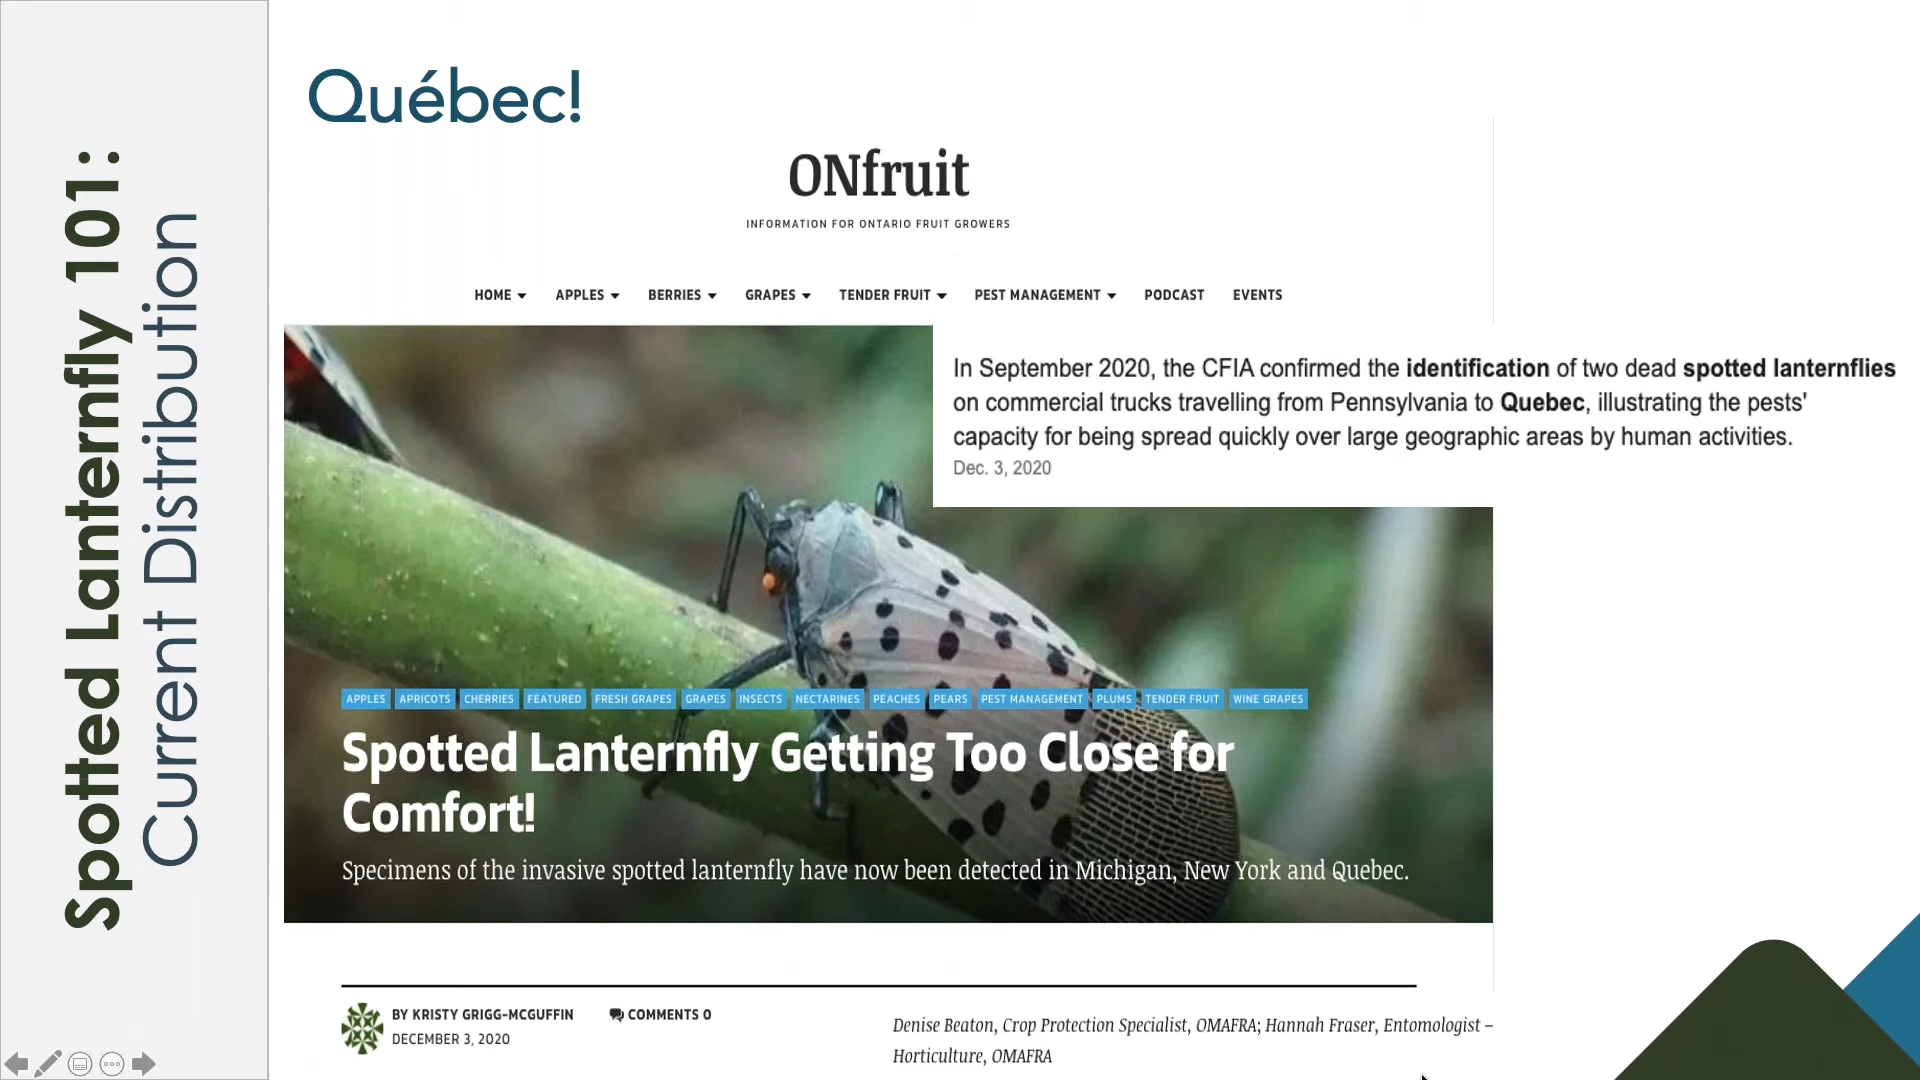 Spotted Lanternfly 101:
Current Distribution
Québec!
ONfruit
INFORMATION FOR ONTARIO FRUIT GROWERS
HOME APPLES BERRIES GRAPES TENDER FRUIT PEST MANAGEMENT PODCAST EVENTS
In September 2020, the CFIA confirmed the identification of two dead spotted lanternflies
on commercial trucks travelling from Pennsylvania to Quebec, illustrating the pests'
capacity for being spread quickly over large geographic areas by human activities.
Dec. 3, 2020
APPLES APRICOTS CHERRIES FEATURED FRESH GRAPES GRAPES INSECTS NECTARINES PEACHES PEARS PEST MANAGEMENT PLUMS TENDER FRUIT WINE GRAPES
Spotted Lanternfly Getting Too Close for
Comfort!
Specimens of the invasive spotted lanternfly have now been detected in Michigan, New York and Quebec.
BY KRISTY GRIGG-MCGUFFIN COMMENTS 0
DECEMBER 3, 2020
Denise Beaton, Crop Protection Specialist, OMAFRA; Hannah Fraser, Entomologist –
Horticulture, OMAFRA